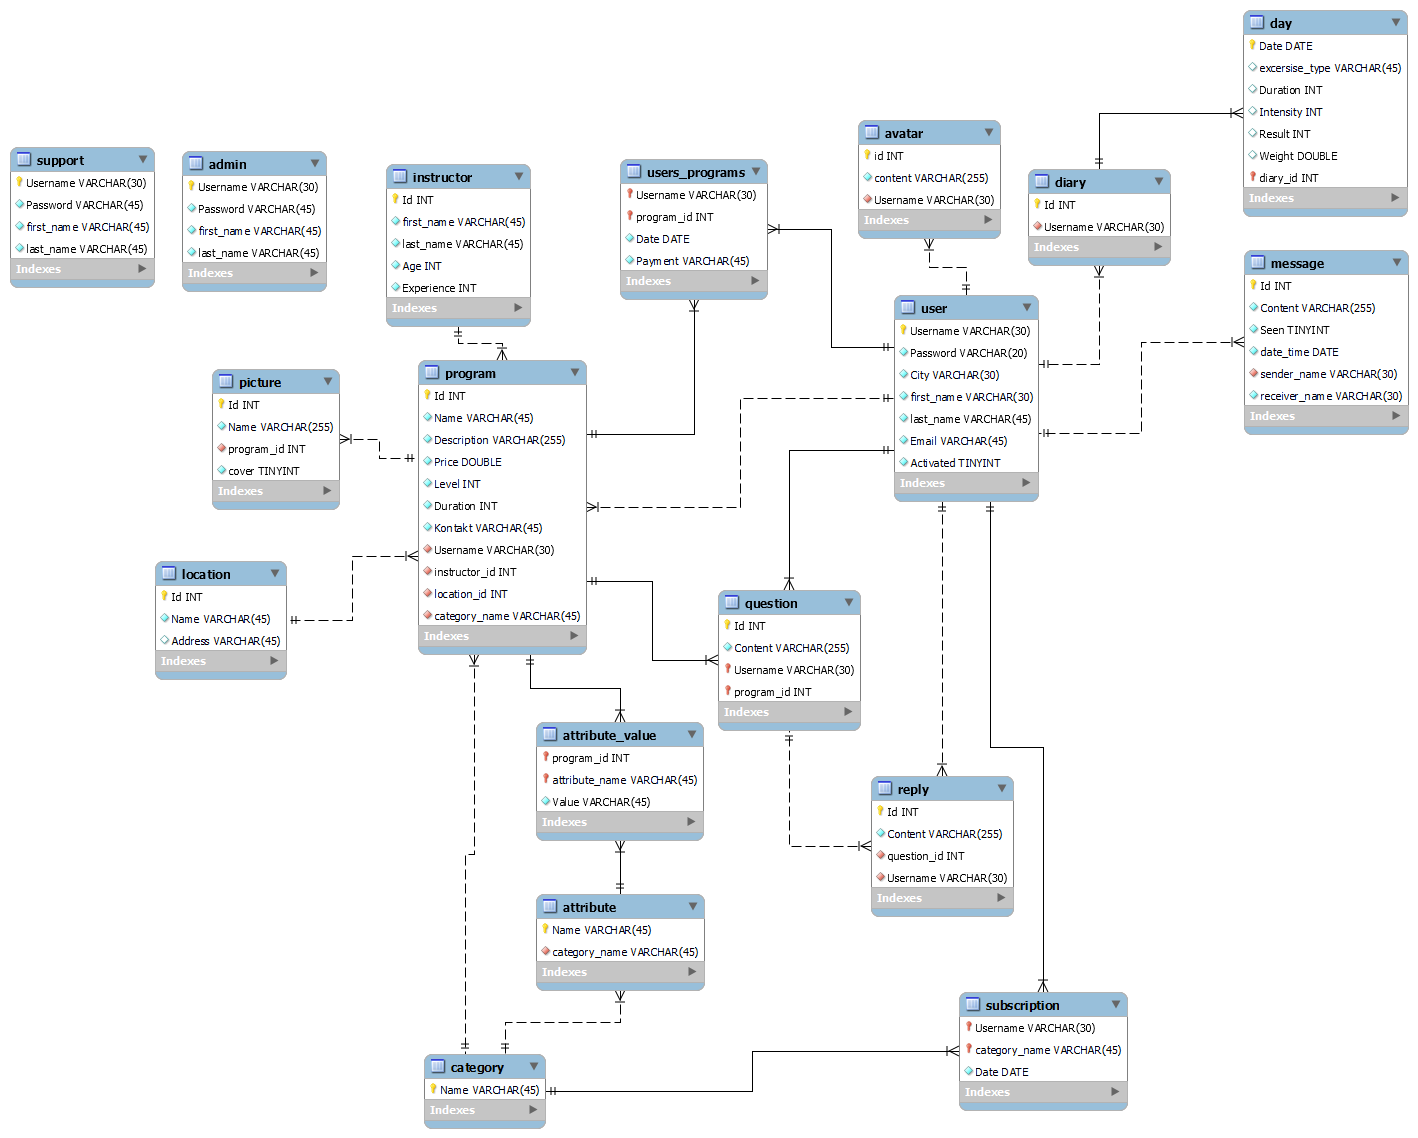 day
Date DATE
excersise_type VARCHAR(45)
Duration INT
Intensity INT
Result INT
Weight DOUBLE
diary_id INT
Indexes
support
Username VARCHAR(30)
Password VARCHAR(45)
first_name VARCHAR(45)
last_name VARCHAR(45)
Indexes
admin
Username VARCHAR(30)
Password VARCHAR(45)
first_name VARCHAR(45)
last_name VARCHAR(45)
Indexes
instructor
Id INT
first_name VARCHAR(45)
last_name VARCHAR(45)
Age INT
Experience INT
Indexes
users_programs
Username VARCHAR(30)
program_id INT
Date DATE
Payment VARCHAR(45)
Indexes
avatar
id INT
content VARCHAR(255)
Username VARCHAR(30)
Indexes
diary
Id INT
Username VARCHAR(30)
Indexes
message
Id INT
Content VARCHAR(255)
Seen TINYINT
date_time DATE
sender_name VARCHAR(30)
receiver_name VARCHAR(30)
Indexes
user
Username VARCHAR(30)
Password VARCHAR(20)
City VARCHAR(30)
first_name VARCHAR(30)
last_name VARCHAR(45)
Email VARCHAR(45)
Activated TINYINT
Indexes
picture
Id INT
Name VARCHAR(255)
program_id INT
cover TINYINT
Indexes
program
Id INT
Name VARCHAR(45)
Description VARCHAR(255)
Price DOUBLE
Level INT
Duration INT
Kontakt VARCHAR(45)
Username VARCHAR(30)
instructor_id INT
location_id INT
category_name VARCHAR(45)
Indexes
location
Id INT
Name VARCHAR(45)
Address VARCHAR(45)
Indexes
question
Id INT
Content VARCHAR(255)
Username VARCHAR(30)
program_id INT
Indexes
attribute_value
program_id INT
attribute_name VARCHAR(45)
Value VARCHAR(45)
Indexes
reply
Id INT
Content VARCHAR(255)
question_id INT
Username VARCHAR(30)
Indexes
attribute
Name VARCHAR(45)
category_name VARCHAR(45)
Indexes
subscription
Username VARCHAR(30)
category_name VARCHAR(45)
Date DATE
Indexes
category
Name VARCHAR(45)
Indexes